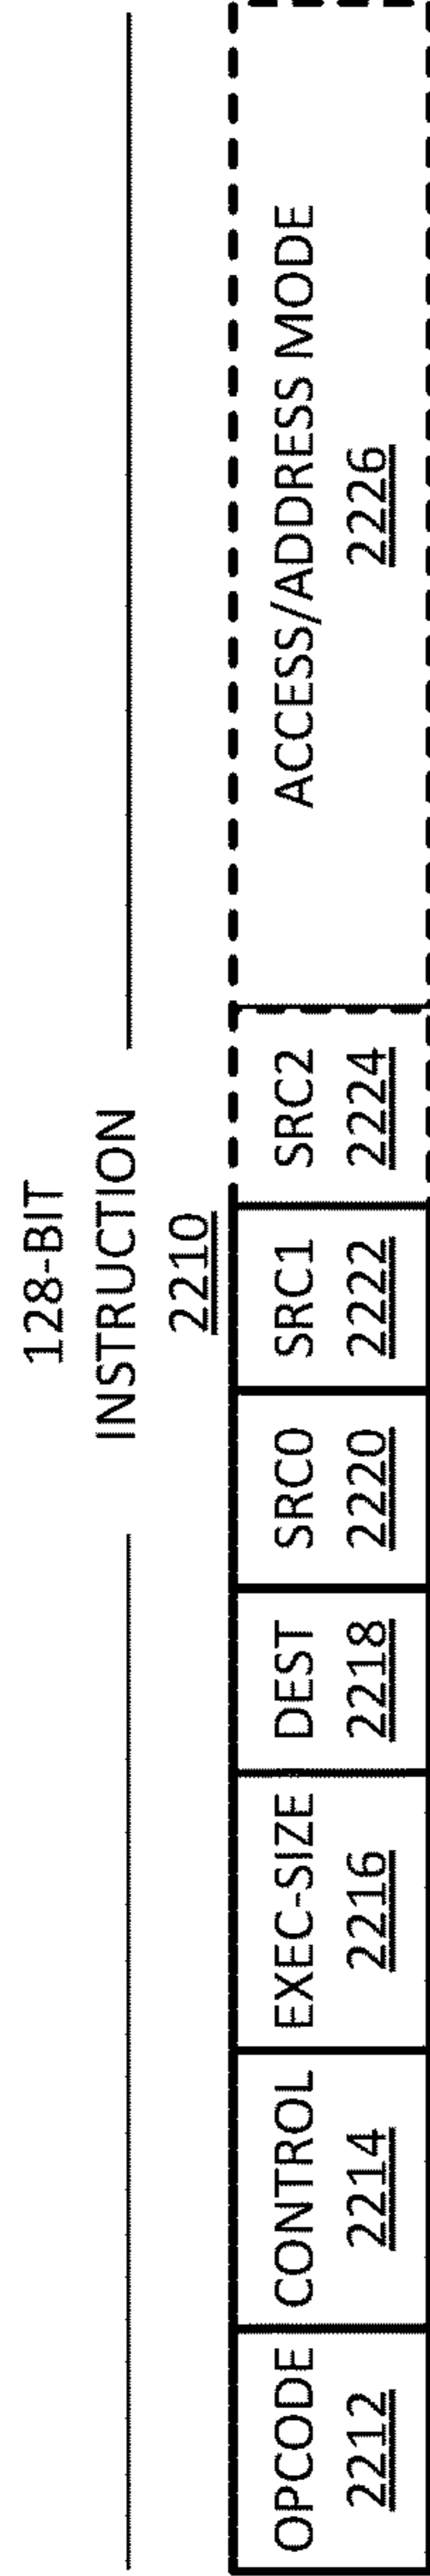 128-BIT
INSTRUCTION
2210
OPCODE
2212
CONTROL
2214
EXEC-SIZE
2216
DEST
2218
SRC0
2220
SRC1
2222
SRC2
2224
ACCESS/ADDRESS MODE
2226